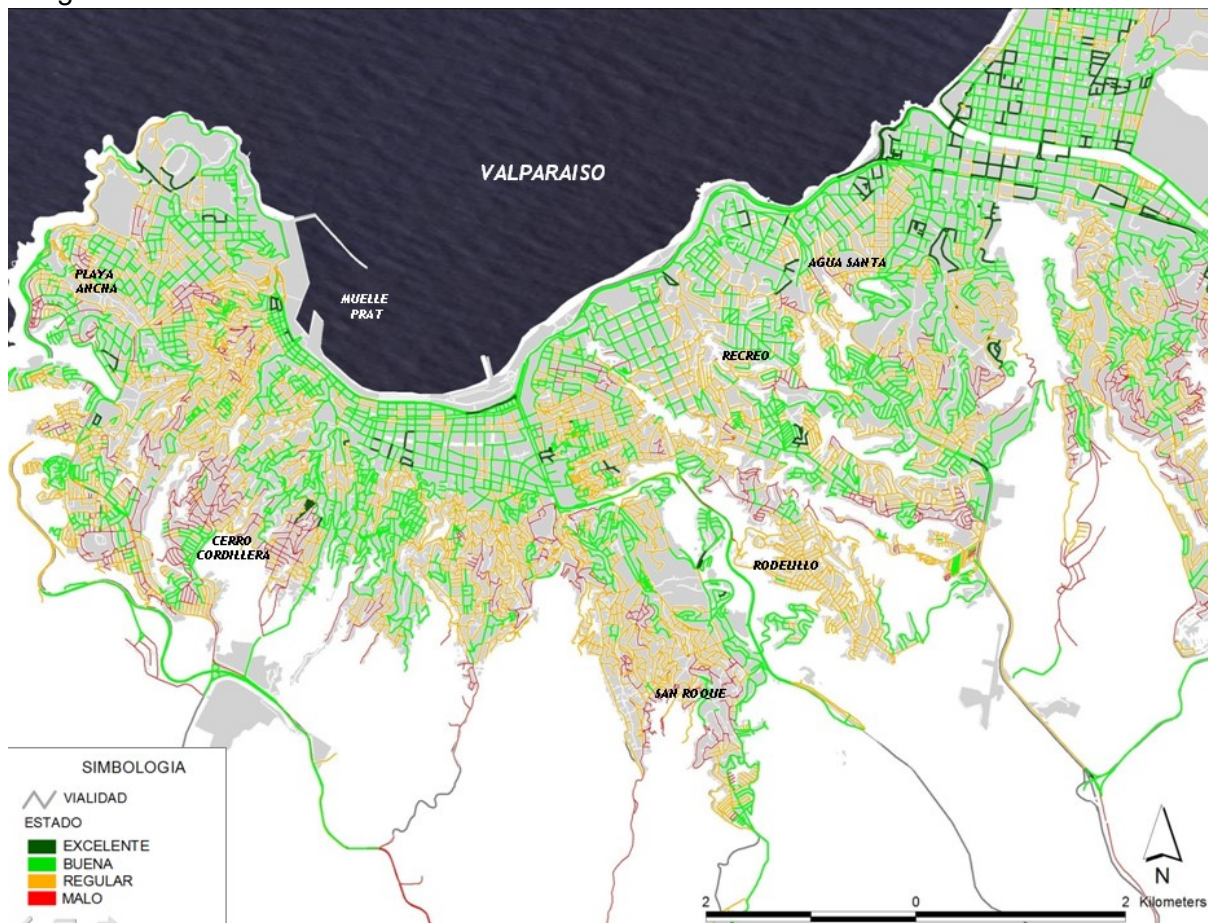 VALPARAISO
PLAYA
ANCHA
MUELLE
PRAT
AGUA SANTA
RECREO
CERRO
CORDILLERA
RODEULLO
SAN ROQUE
SIMBOLOGIA
VIALIDAD
ESTADO
EXCELENTE
BUENA
REGULAR
MALO
N
2 0 2 Kilometers